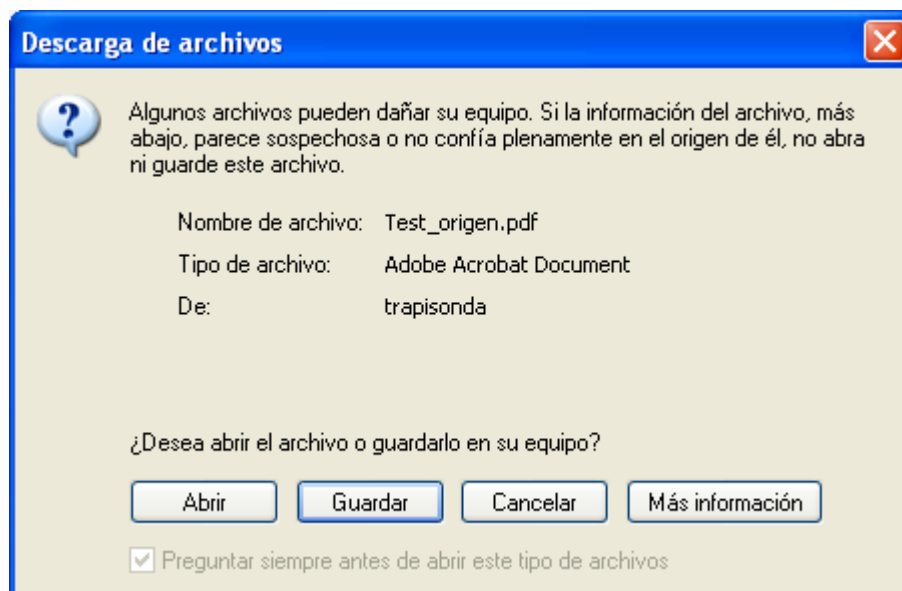 Descarga de archivos
Algunos archivos pueden dañar su equipo. Si la información del archivo, más
abajo, parece sospechosa o no confía plenamente en el origen de él, no abra
ni guarde este archivo.
Nombre de archivo: Test_origen.pdf
Tipo de archivo: Adobe Acrobat Document
De: trapisonda
¿Desea abrir el archivo o guardarlo en su equipo?
Abrir Guardar Cancelar Más información
Preguntar siempre antes de abrir este tipo de archivos